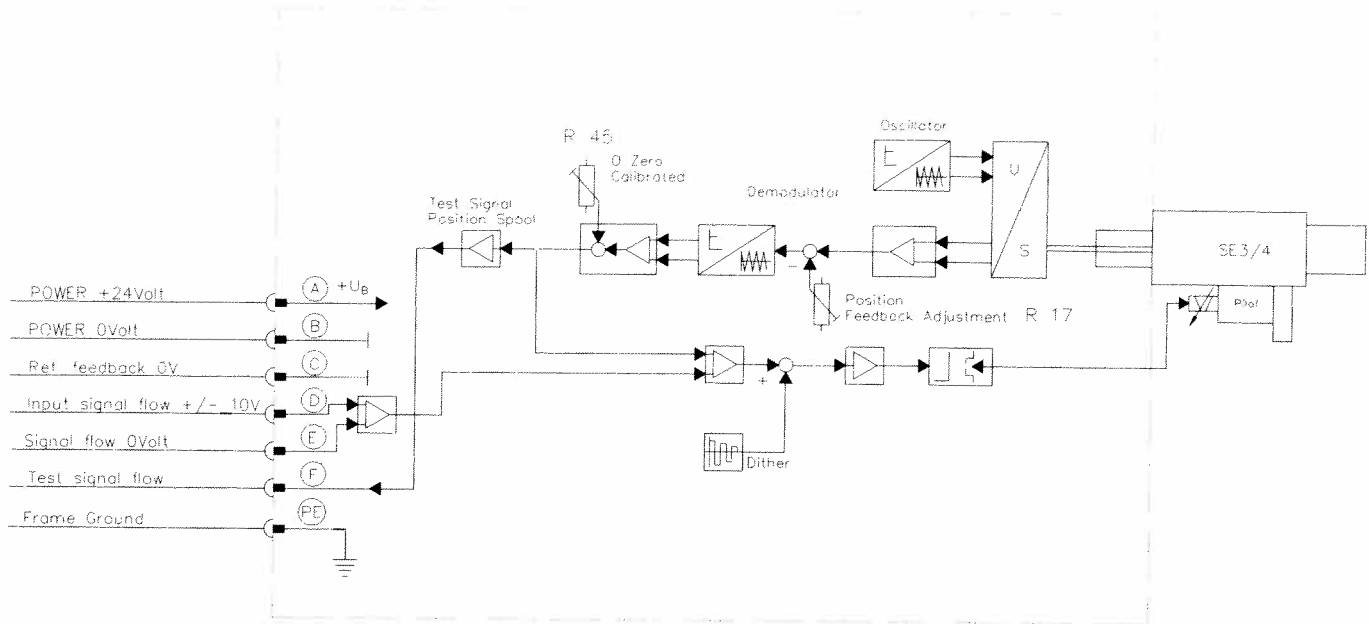 Oscillator
R 45
0 Zero
Calibrated
Demodulator
U
Test Signal
Position Spool
S
SE3/4
POWER +24Volt
A
+UB
Position
Feedback Adjustment
R 17
Pilot
POWER 0Volt
B
Ref. feedback 0V
C
-
Input signal flow +/-_10V
D
+
Signal flow 0Volt
E
Dither
Test signal flow
F
Frame Ground
PE